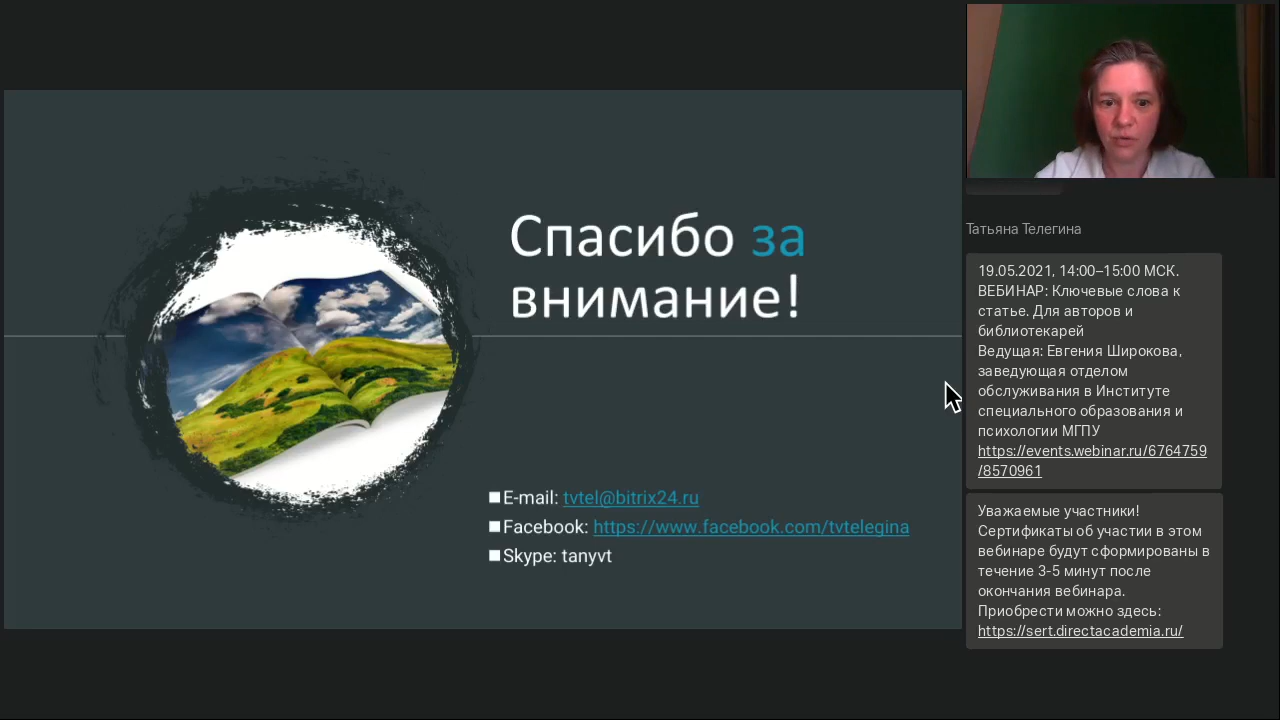 Спасибо за
внимание!
E-mail: tvtel@bitrix24.ru
Facebook: https://www.facebook.com/tvtelegina
Skype: tanyvt
Татьяна Телегина
19.05.2021, 14:00–15:00 МСК.
ВЕБИНАР: Ключевые слова к
статье. Для авторов и
библиотекарей
Ведущая: Евгения Широкова,
заведующая отделом
обслуживания в Институте
специального образования и
психологии МГПУ
https://events.webinar.ru/6764759
/8570961
Уважаемые участники!
Сертификаты об участии в этом
вебинаре будут сформированы в
течение 3-5 минут после
окончания вебинара.
Приобрести можно здесь:
https://sert.directacademia.ru/